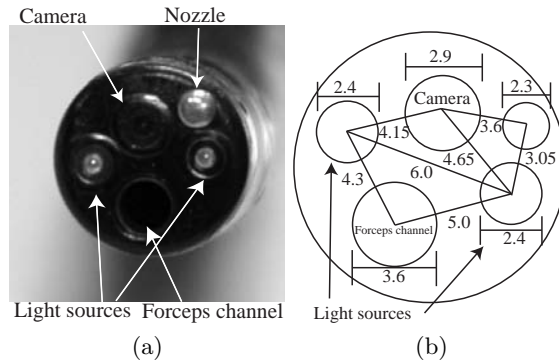 Camera
Nozzle
Light sources
Forceps channel
(a)
2.9
2.4
2.3
Camera
4.15
3.6
4.65
3.05
4.3
6.0
5.0
Forceps channel
2.4
3.6
Light sources
(b)